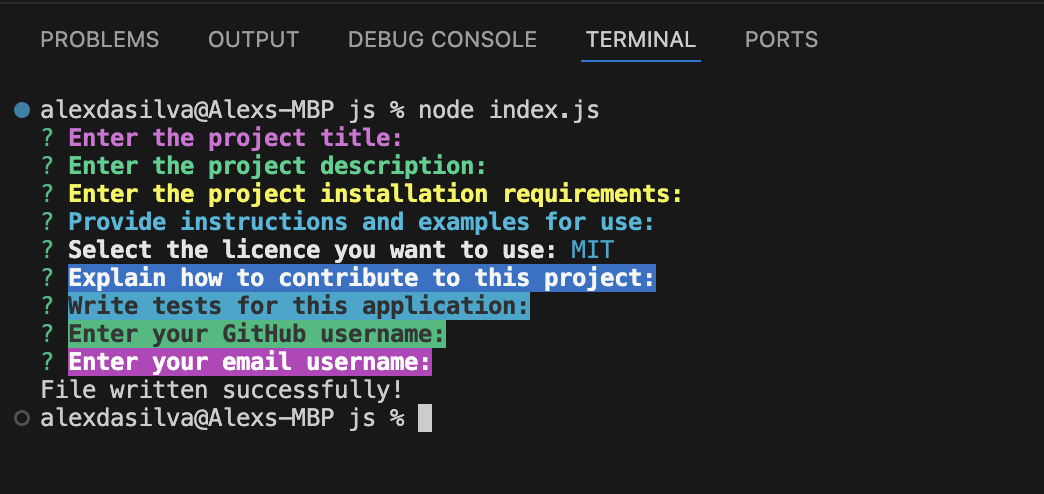 PROBLEMS OUTPUT DEBUG CONSOLE TERMINAL PORTS
alexdasilva@Alexs-MBP js % node index.js
? Enter the project title:
? Enter the project description:
? Enter the project installation requirements:
? Provide instructions and examples for use:
? Select the licence you want to use: MIT
? Explain how to contribute to this project:
? Write tests for this application:
? Enter your GitHub username:
? Enter your email username:
File written successfully!
alexdasilva@Alexs-MBP js %